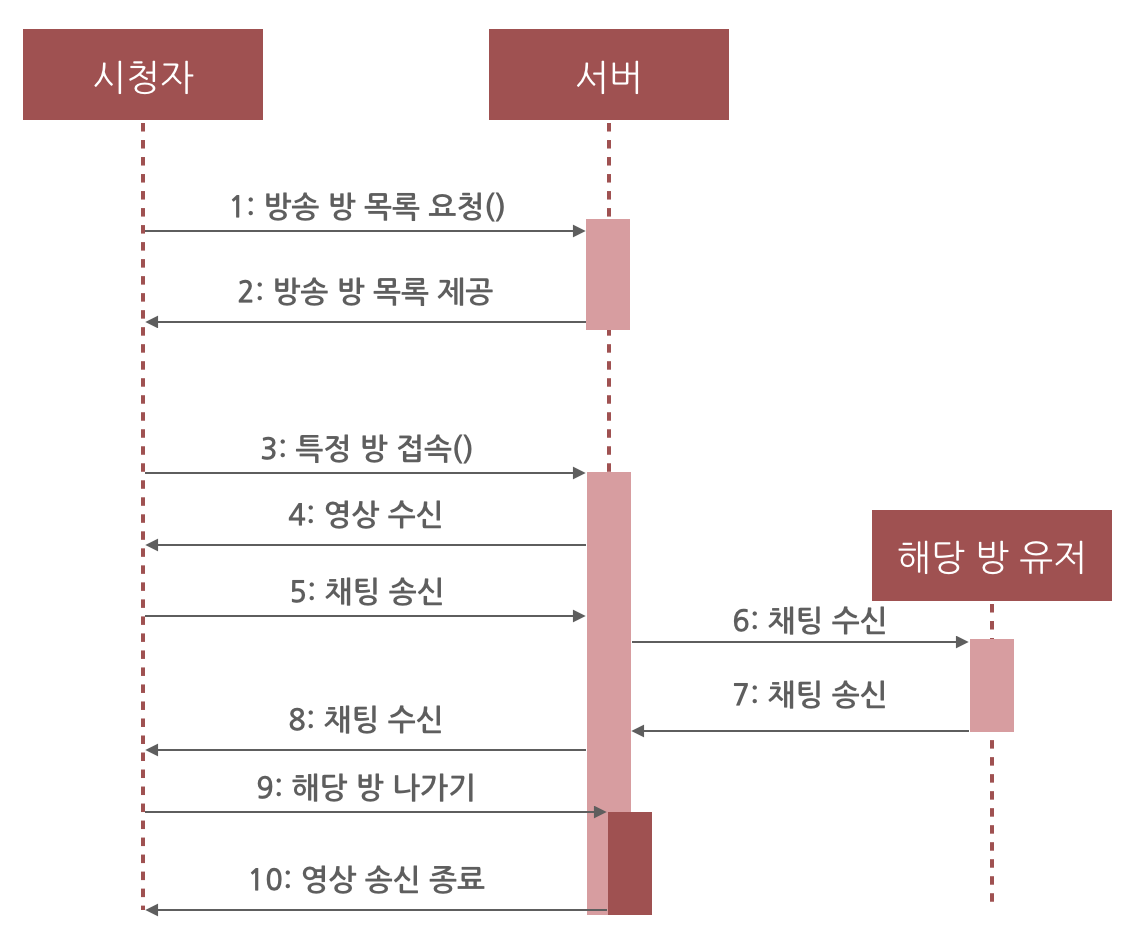 시청자
서버
1: 방송 방 목록 요청()
2: 방송 방 목록 제공
3: 특정 방 접속()
4: 영상 수신
해당 방 유저
5: 채팅 송신
6: 채팅 수신
7: 채팅 송신
8: 채팅 수신
9: 해당 방 나가기
10: 영상 송신 종료